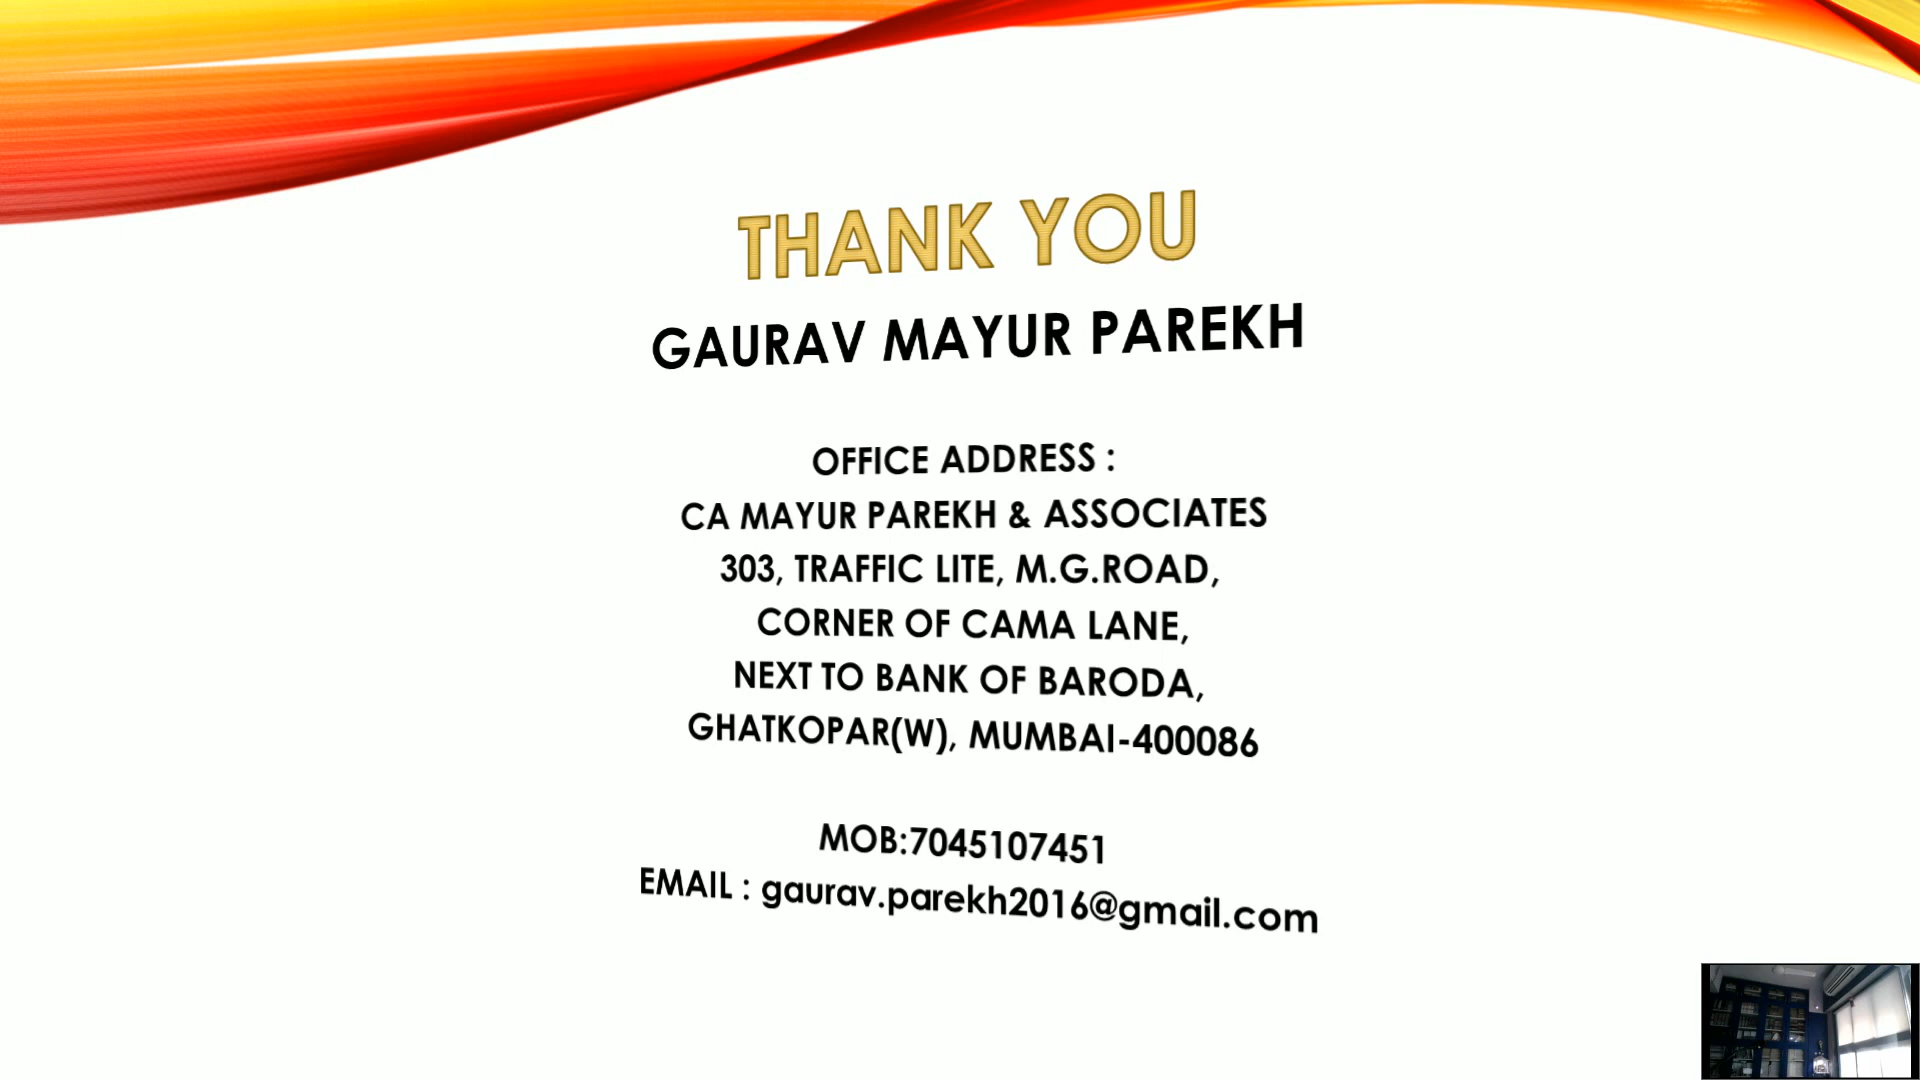 THANK YOU
GAURAV MAYUR PAREKH
OFFICE ADDRESS :
CA MAYUR PAREKH & ASSOCIATES
303, TRAFFIC LITE, M.G.ROAD,
CORNER OF CAMA LANE,
NEXT TO BANK OF BARODA,
GHATKOPAR(W), MUMBAI-400086
MOB:7045107451
EMAIL : gaurav.parekh2016@gmail.com